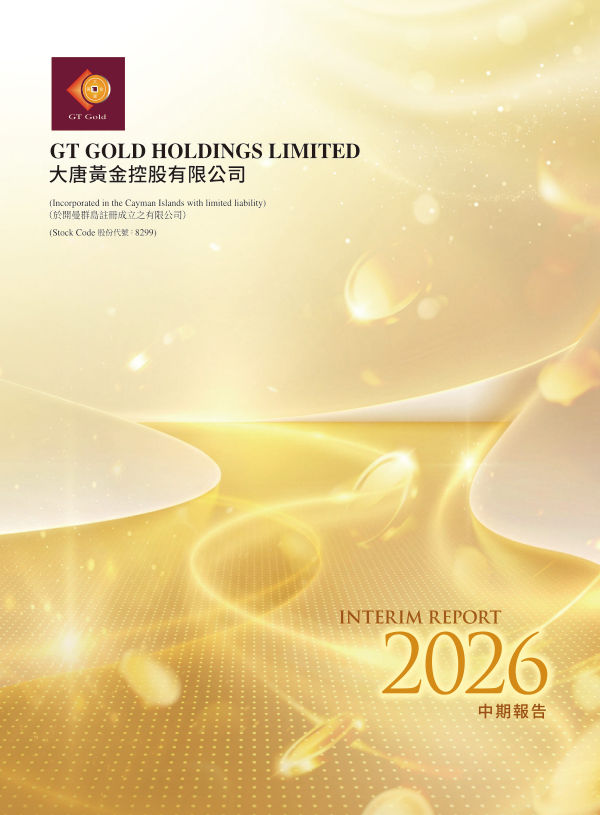 GT Gold
GT GOLD HOLDINGS LIMITED
大唐黃金控股有限公司
(Incorporated in the Cayman Islands with limited liability)
（於開曼群島註冊成立之有限公司）
(Stock Code 股份代號：8299)
INTERIM REPORT
2026
中期報告